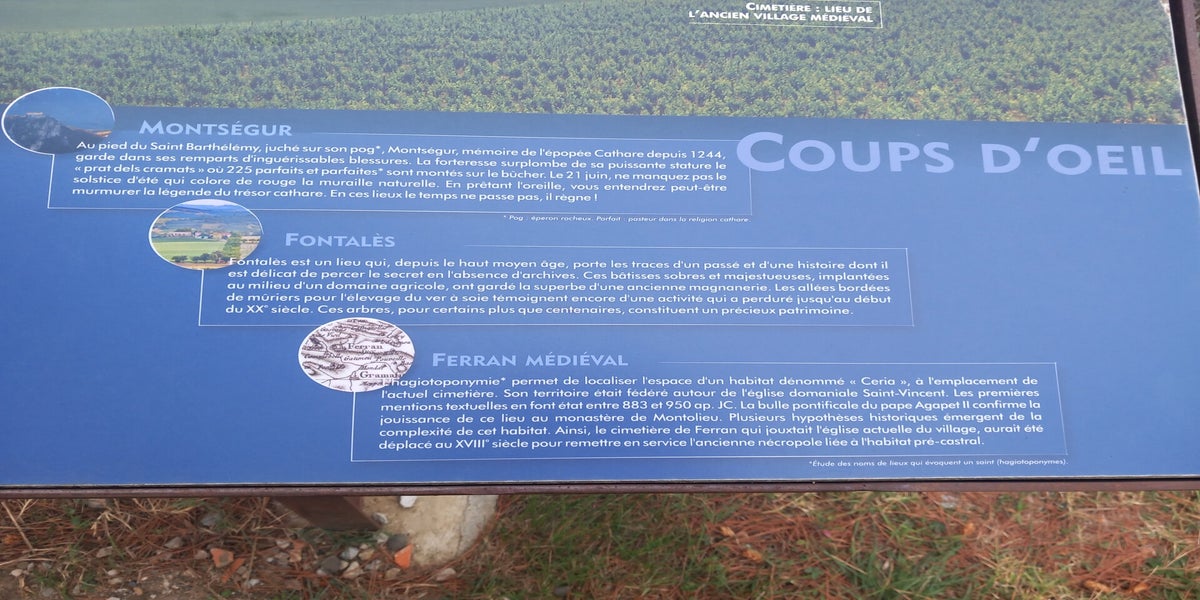 CIMETIÈRE : LIEU DE
L'ANCIEN VILLAGE MÉDIÉVAL
COUPS D'OEIL
MONTSÉGUR
Au pied du Saint Barthélémy, juché sur son pog*, Montségur, mémoire de l'épopée Cathare depuis 1244,
garde dans ses remparts d'inguérissables blessures. La forteresse surplombe de sa puissante stature le
« prat dels cramats » où 225 parfaits et parfaites* sont montés sur le bûcher. Le 21 juin, ne manquez pas le
solstice d'été qui colore de rouge la muraille naturelle. En prêtant l'oreille, vous entendrez peut-être
murmurer la légende du trésor cathare. En ces lieux le temps ne passe pas, il règne !
* Pog : éperon rocheux. Parfait : pasteur dans la religion cathare.
FONTALÈS
Fontalès est un lieu qui, depuis le haut moyen âge, porte les traces d'un passé et d'une histoire dont il
est délicat de percer le secret en l'absence d'archives. Ces bâtisses sobres et majestueuses, implantées
au milieu d'un domaine agricole, ont gardé la superbe d'une ancienne magnanerie. Les allées bordées
de mûriers pour l'élevage du ver à soie témoignent encore d'une activité qui a perduré jusqu'au début
du XXe siècle. Ces arbres, pour certains plus que centenaires, constituent un précieux patrimoine.
Ferran
Gramah
FERRAN MÉDIÉVAL
hagiotoponymie* permet de localiser l'espace d'un habitat dénommé « Ceria », à l'emplacement de
l'actuel cimetière. Son territoire était fédéré autour de l'église domaniale Saint-Vincent. Les premières
mentions textuelles en font état entre 883 et 950 ap. JC. La bulle pontificale du pape Agapet II confirme la
jouissance de ce lieu au monastère de Montolieu. Plusieurs hypothèses historiques émergent de la
complexité de cet habitat. Ainsi, le cimetière de Ferran qui jouxtait l'église actuelle du village, aurait été
déplacé au XVIIIe siècle pour remettre en service l'ancienne nécropole liée à l'habitat pré-castral.
*Étude des noms de lieux qui évoquent un saint (hagiotoponymes).